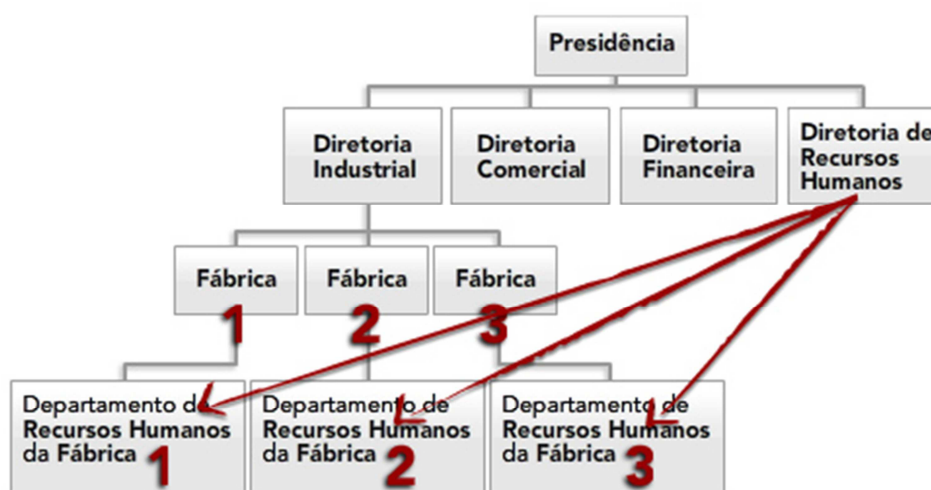 Presidência
Diretoria
Industrial
Diretoria
Comercial
Diretoria
Financeira
Diretoria de
Recursos
Humanos
Fábrica
1
Fábrica
2
Fábrica
3
Departamento de
Recursos Humanos
da Fábrica 1
Departamento de
Recursos Humanos
da Fábrica 2
Departamento de
Recursos Humanos
da Fábrica 3